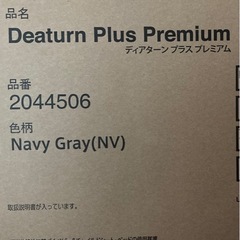 品名
Deaturn Plus Premium
ディアターン プラス プレミアム
品番
2044506
色柄
Navy Gray(NV)
取扱説明書が入っています。